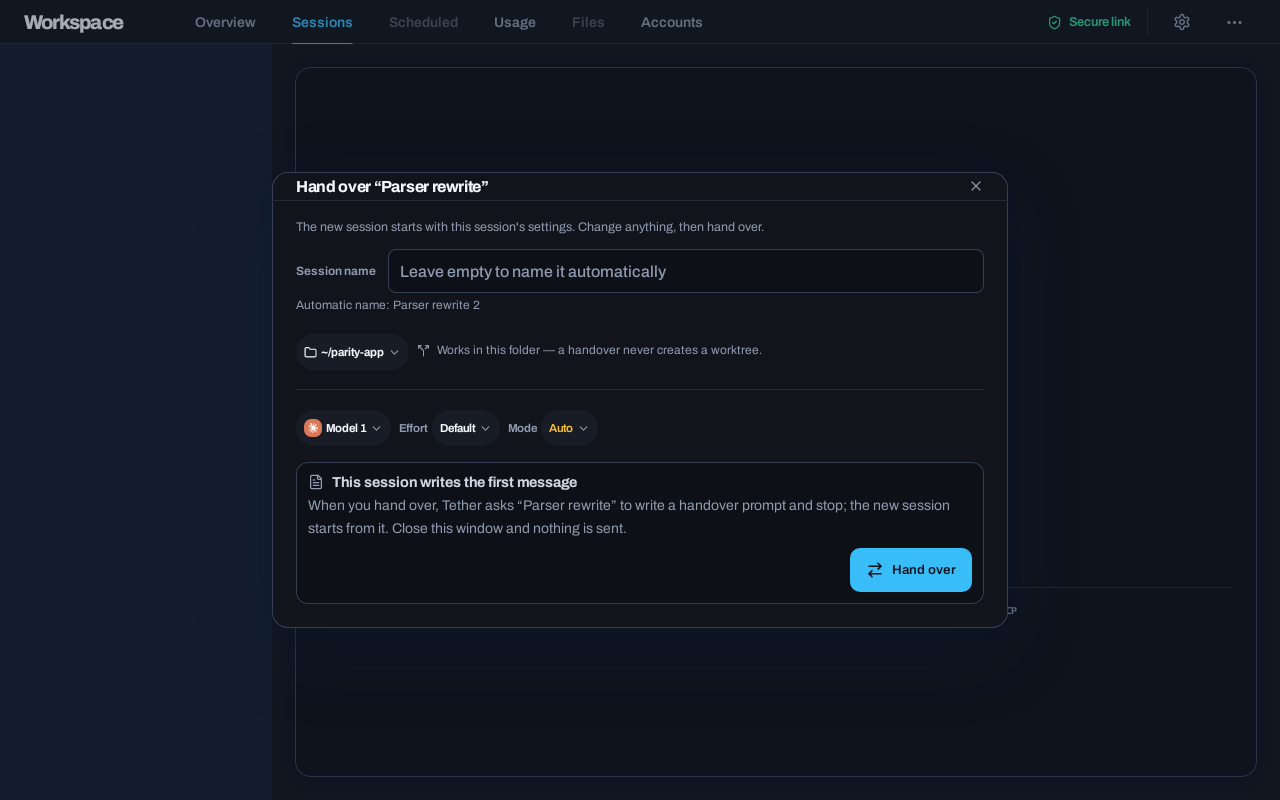 Workspace
Overview
Sessions
Scheduled
Usage
Files
Accounts
Secure link
Hand over “Parser rewrite”
The new session starts with this session's settings. Change anything, then hand over.
Session name
Leave empty to name it automatically
Automatic name: Parser rewrite 2
~/parity-app
Works in this folder — a handover never creates a worktree.
Model 1
Effort
Default
Mode
Auto
This session writes the first message
When you hand over, Tether asks “Parser rewrite” to write a handover prompt and stop; the new session
starts from it. Close this window and nothing is sent.
Hand over